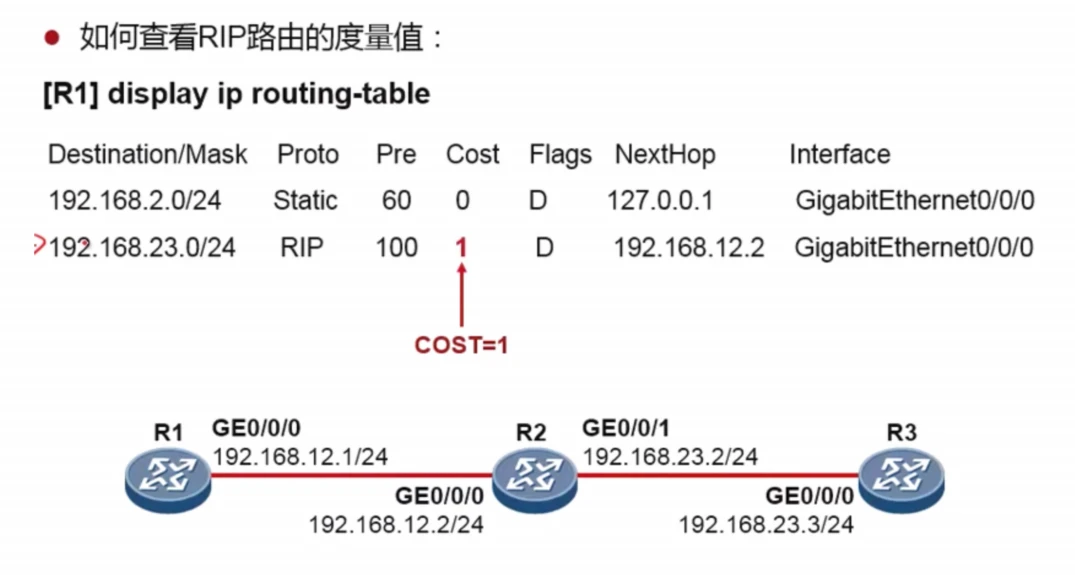 如何查看RIP路由的度量值：
[R1] display ip routing-table
Destination/Mask Proto Pre Cost Flags NextHop Interface
192.168.2.0/24 Static 60 0 D 127.0.0.1 GigabitEthernet0/0/0
192.168.23.0/24 RIP 100 1 D 192.168.12.2 GigabitEthernet0/0/0
COST=1
R1 GE0/0/0 R2 GE0/0/1 R3
192.168.12.1/24 192.168.23.2/24
GE0/0/0 GE0/0/0
192.168.12.2/24 192.168.23.3/24